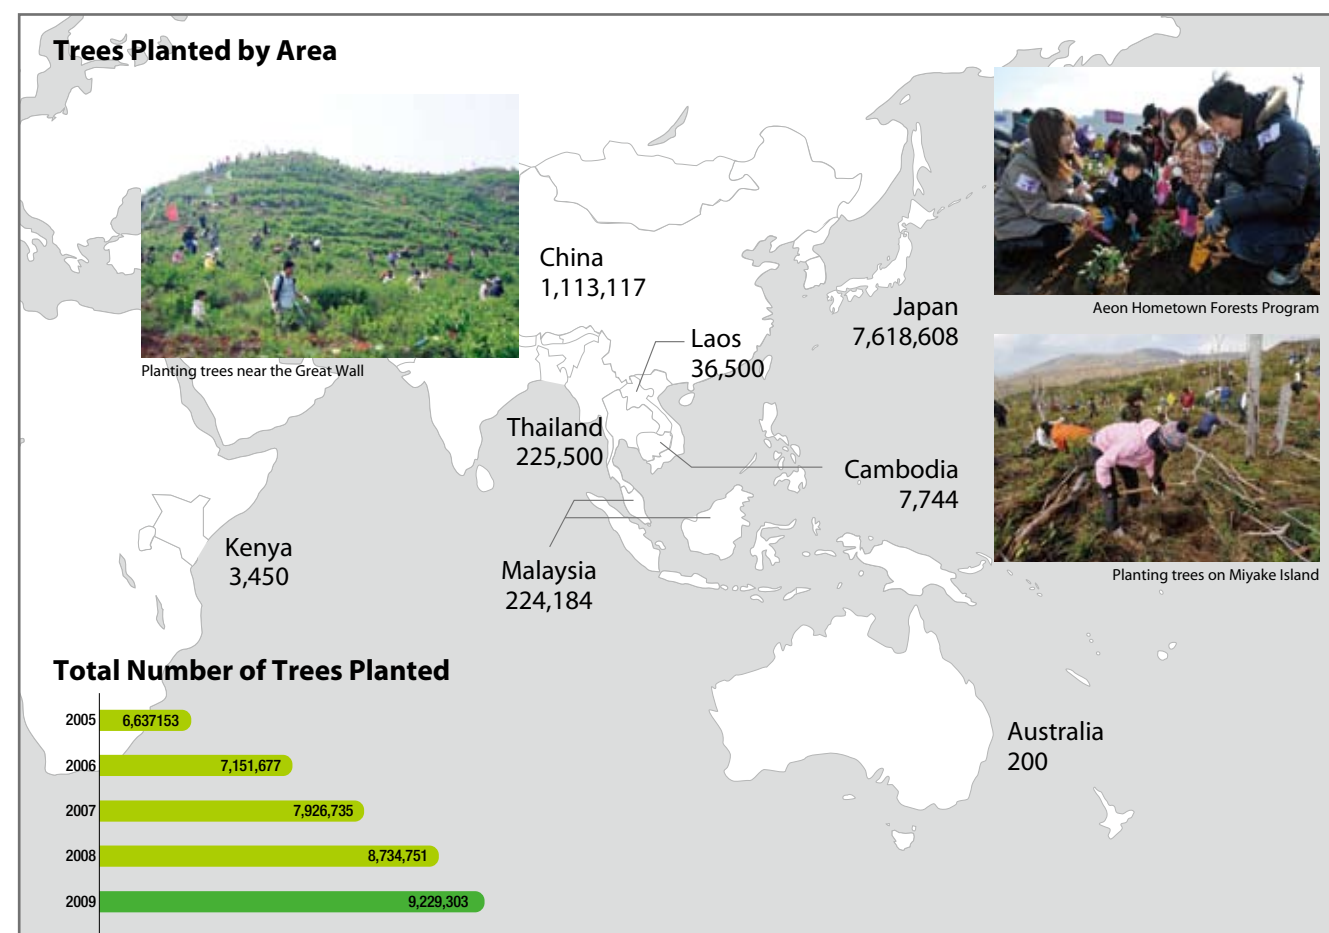 Trees Planted by Area
Planting trees near the Great Wall
China
1,113,117
Japan
7,618,608
Laos
36,500
Thailand
225,500
Cambodia
7,744
Kenya
3,450
Malaysia
224,184
Australia
200
Aeon Hometown Forests Program
Planting trees on Miyake Island
Total Number of Trees Planted
2005 6,637153
2006 7,151,677
2007 7,926,735
2008 8,734,751
2009 9,229,303